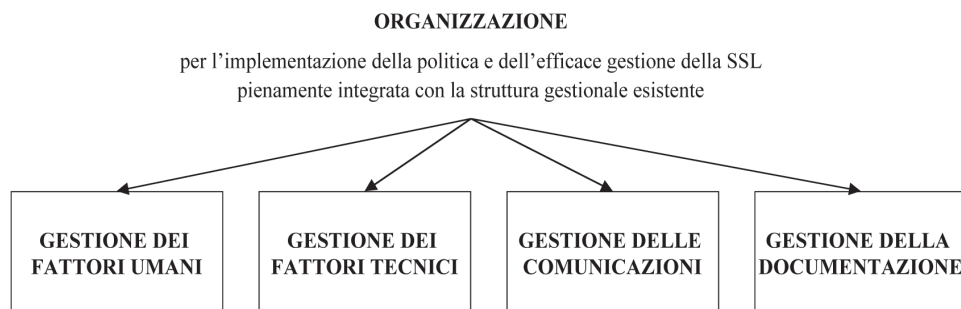 ORGANIZZAZIONE
per l’implementazione della politica e dell’efficace gestione della SSL
pienamente integrata con la struttura gestionale esistente
GESTIONE DEI
FATTORI UMANI
GESTIONE DEI
FATTORI TECNICI
GESTIONE DELLE
COMUNICAZIONI
GESTIONE DELLA
DOCUMENTAZIONE